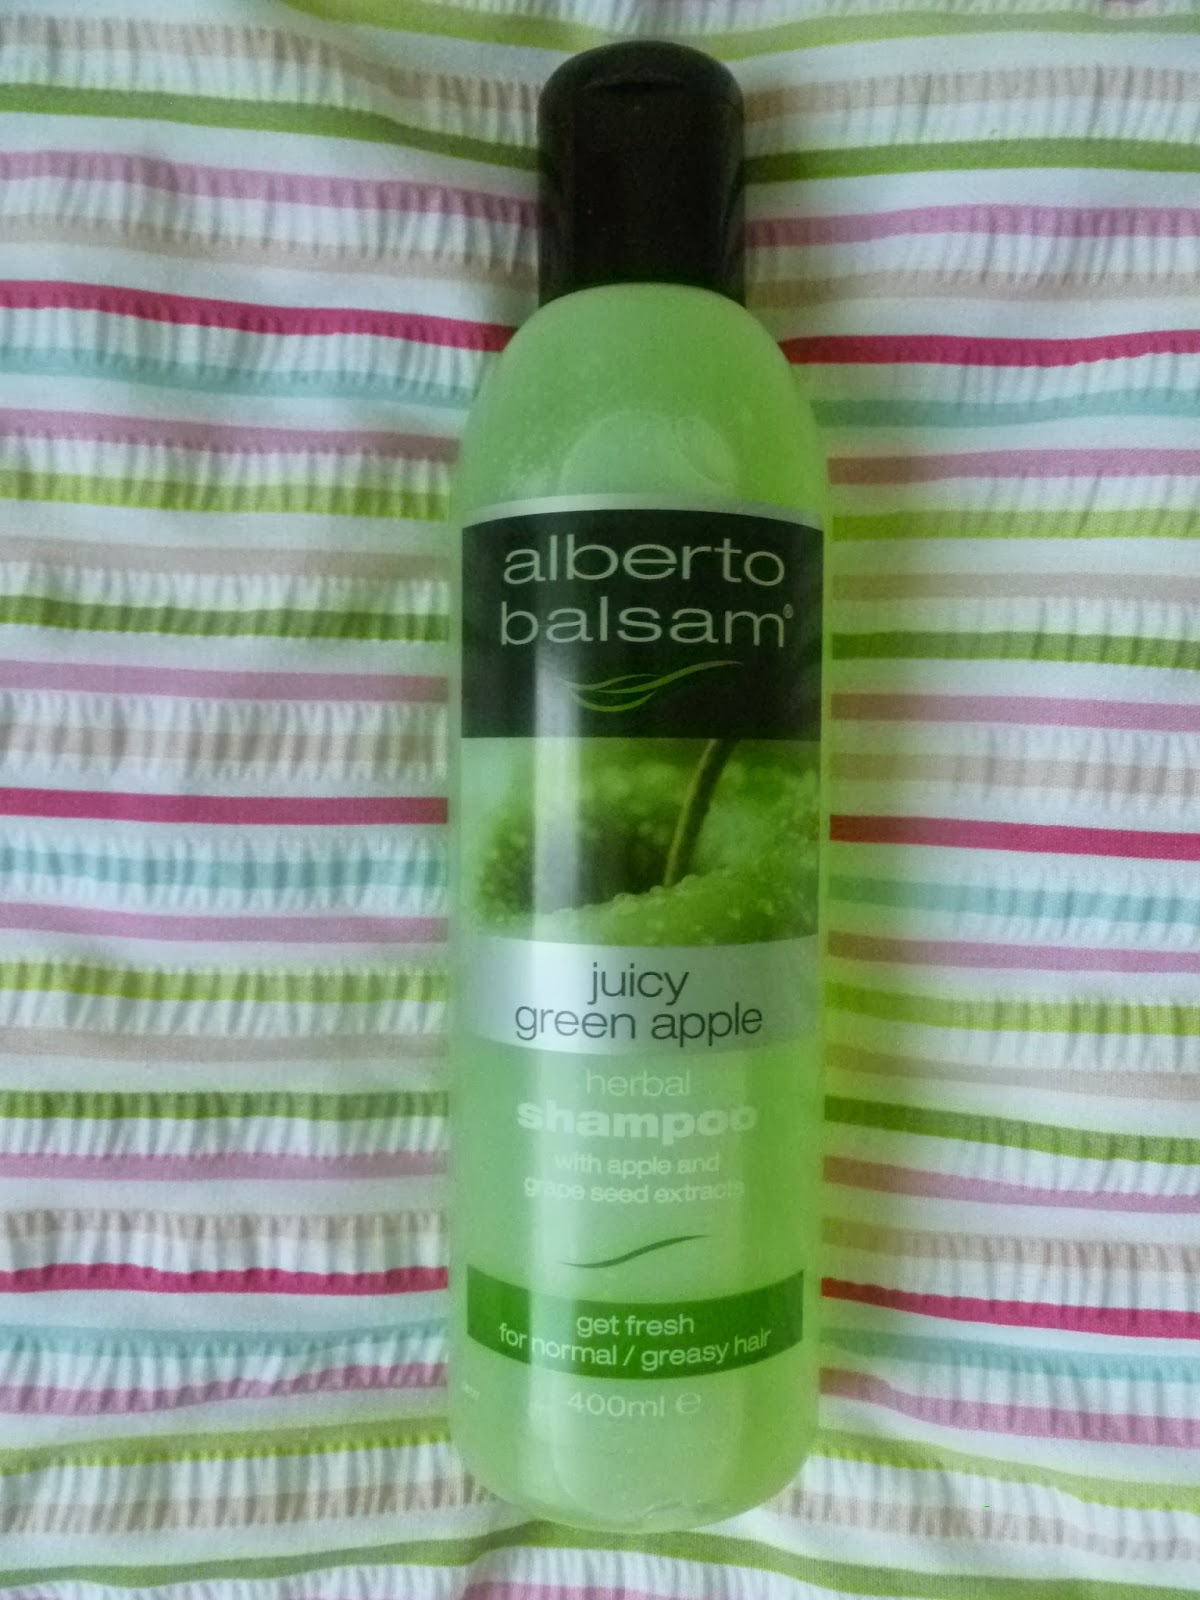 alberto
balsam®
juicy
green apple
herbal
shampoo
with apple and
grape seed extracts
get fresh
for normal / greasy hair
400ml ℮